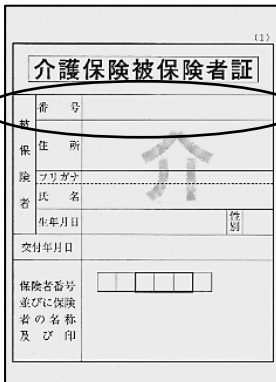 (1)
介護保険被保険者証
被保険者
番号
住所
フリガナ
氏名
生年月日
性別
交付年月日
保険者番号
並びに保険
者の名称
及び印
介